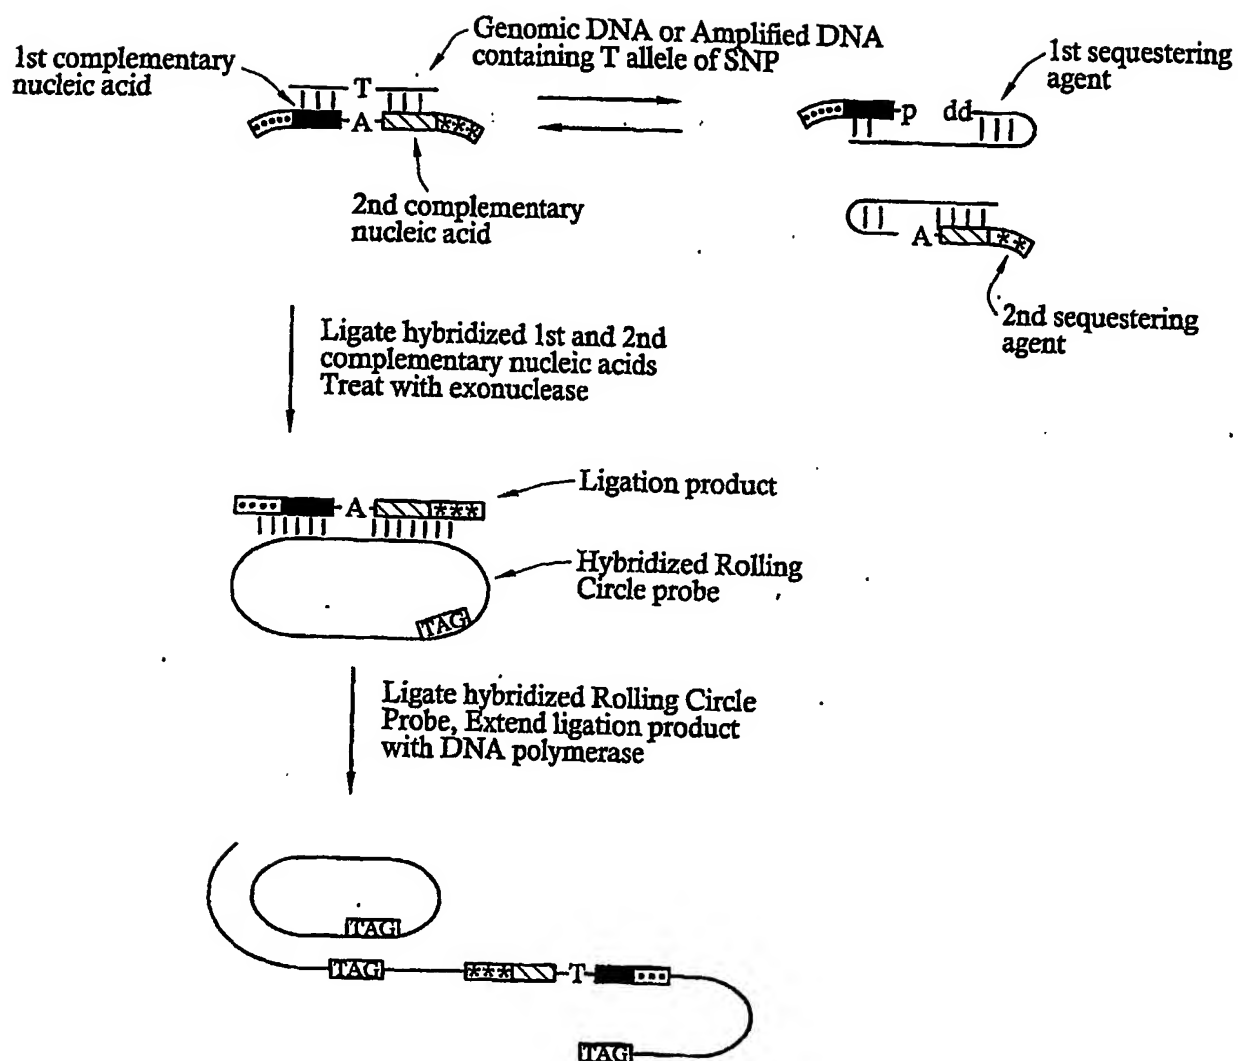 Genomic DNA or Amplified DNA
containing T allele of SNP
1st complementary
nucleic acid
1st sequestering
agent
T
A
p dd
2nd complementary
nucleic acid
A
2nd sequestering
agent
Ligate hybridized 1st and 2nd
complementary nucleic acids
Treat with exonuclease
Ligation product
A
Hybridized Rolling
Circle probe
TAG
Ligate hybridized Rolling Circle
Probe, Extend ligation product
with DNA polymerase
TAG
TAG
*** T
TAG